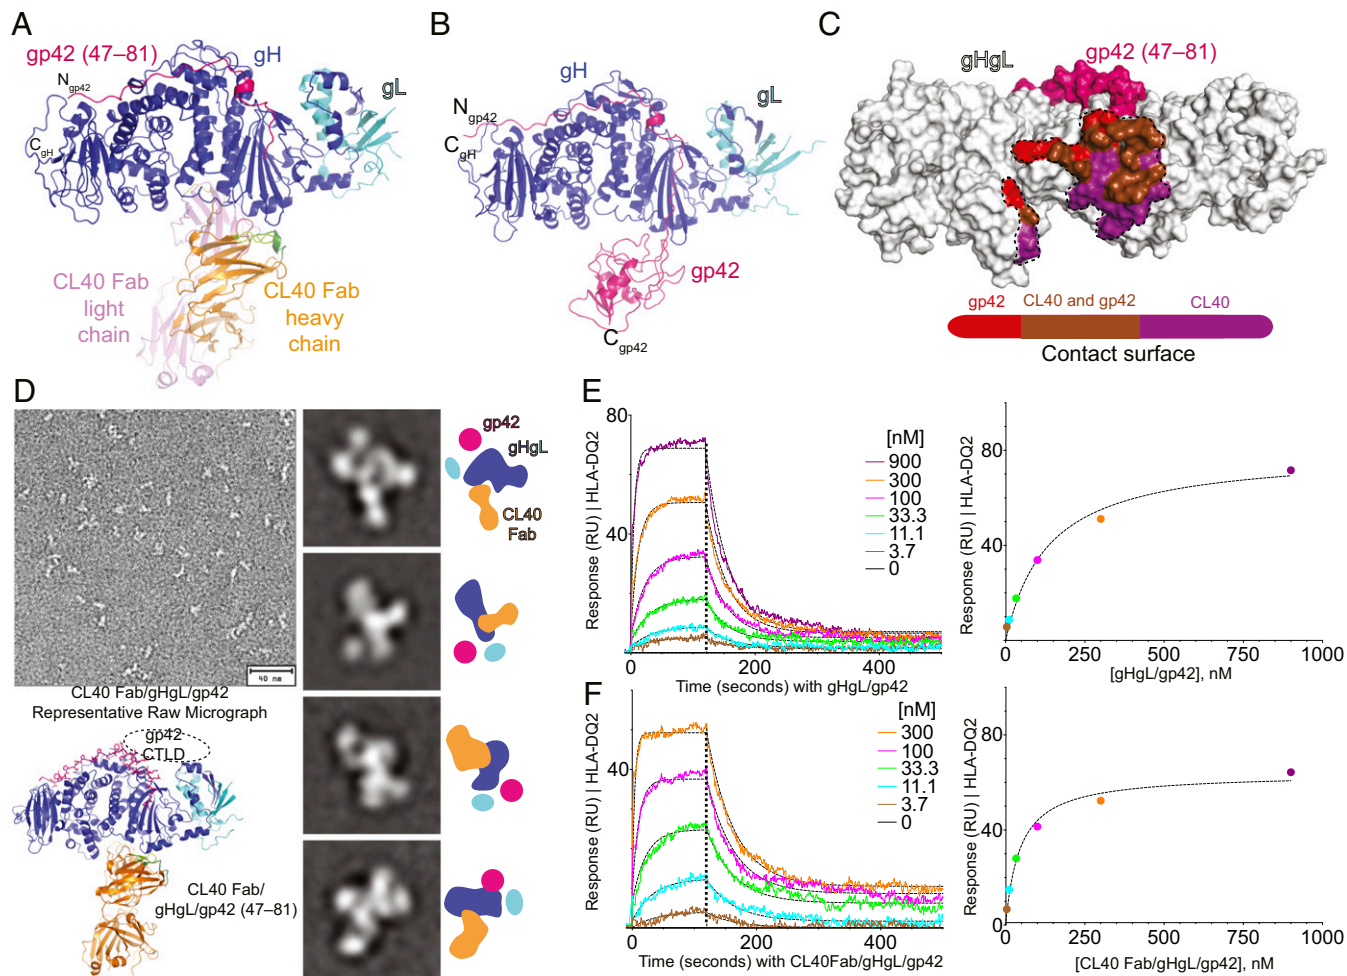 A
gp42 (47–81)
gH
gL
Ngp42
CgH
CL40 Fab
light
chain
CL40 Fab
heavy
chain
B
gH
gL
Ngp42
CgH
gp42
Cgp42
C
gHgL
gp42 (47–81)
gp42
CL40 and gp42
CL40
Contact surface
D
40 nm
CL40 Fab/gHgL/gp42
Representative Raw Micrograph
gp42
CTLD
CL40 Fab/
gHgL/gp42 (47–81)
gp42
gHgL
CL40
Fab
E
80
40
Response (RU) | HLA-DQ2
[nM]
900
300
100
33.3
11.1
3.7
0
0
200
400
Time (seconds) with gHgL/gp42
80
40
0
Response (RU) | HLA-DQ2
0
250
500
750
1000
[gHgL/gp42], nM
F
40
Response (RU) | HLA-DQ2
[nM]
300
100
33.3
11.1
3.7
0
0
200
400
Time (seconds) with CL40Fab/gHgL/gp42
80
40
0
Response (RU) | HLA-DQ2
0
250
500
750
1000
[CL40 Fab/gHgL/gp42], nM